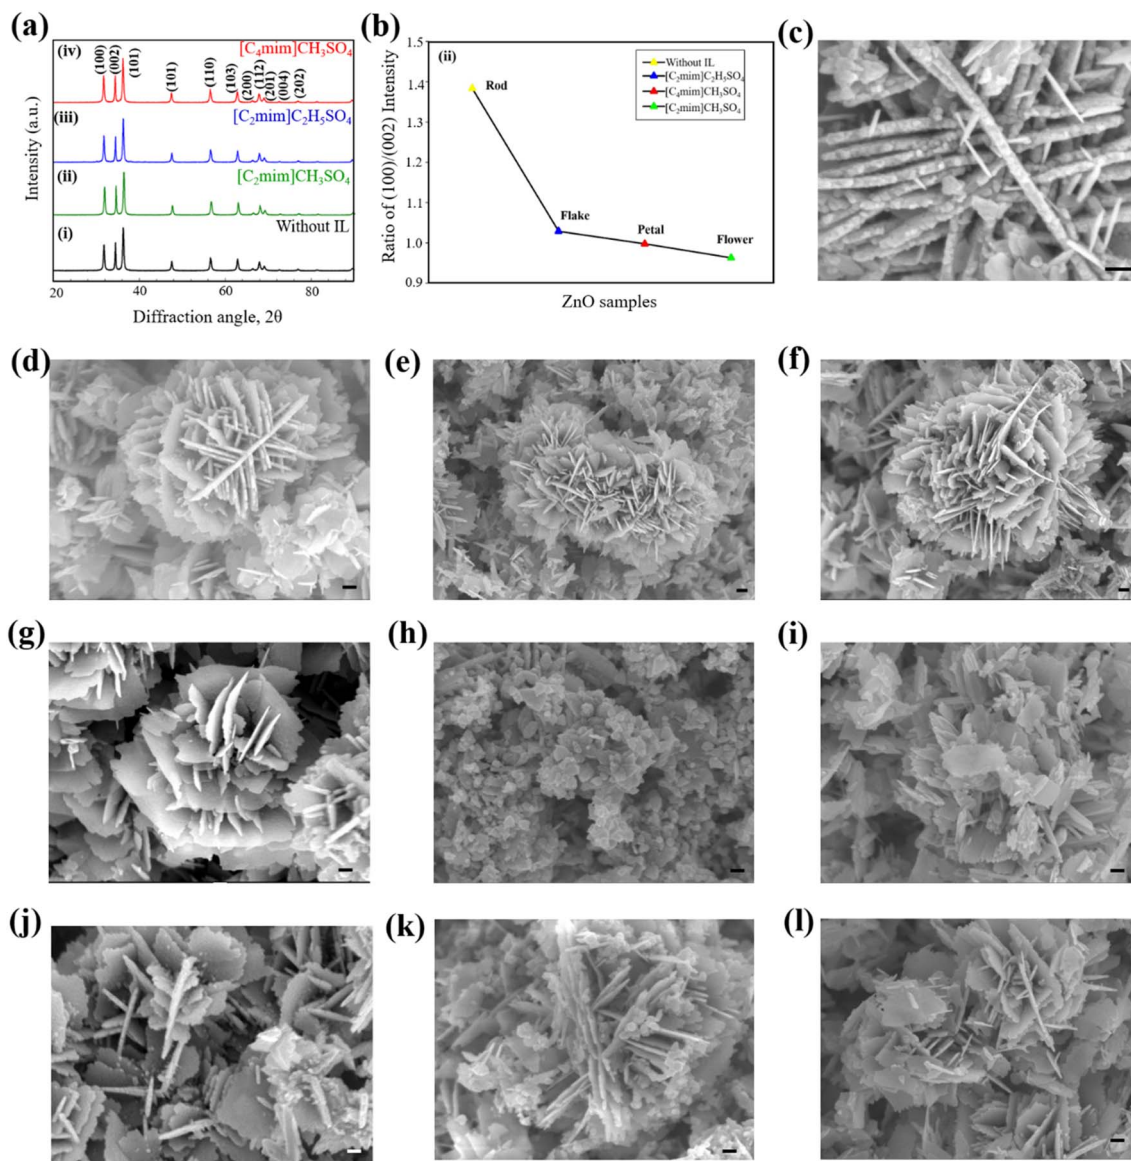 (a)
(iv)
[C₄mim]CH₃SO₄
(100)
(002)
(101)
(101)
(110)
(103)
(200)
(112)
(201)
(004)
(202)
(iii)
[C₂mim]C₂H₅SO₄
(ii)
[C₂mim]CH₃SO₄
Without IL
(i)
Intensity (a.u.)
20 40 60 80
Diffraction angle, 2θ
(b)
(ii)
1.5
1.4
1.3
1.2
1.1
1.0
0.9
Ratio of (100)/(002) Intensity
Without IL
[C₂mim]C₂H₅SO₄
[C₄mim]CH₃SO₄
[C₂mim]CH₃SO₄
Rod
Flake
Petal
Flower
ZnO samples
(c)
(d)
(e)
(f)
(g)
(h)
(i)
(j)
(k)
(l)